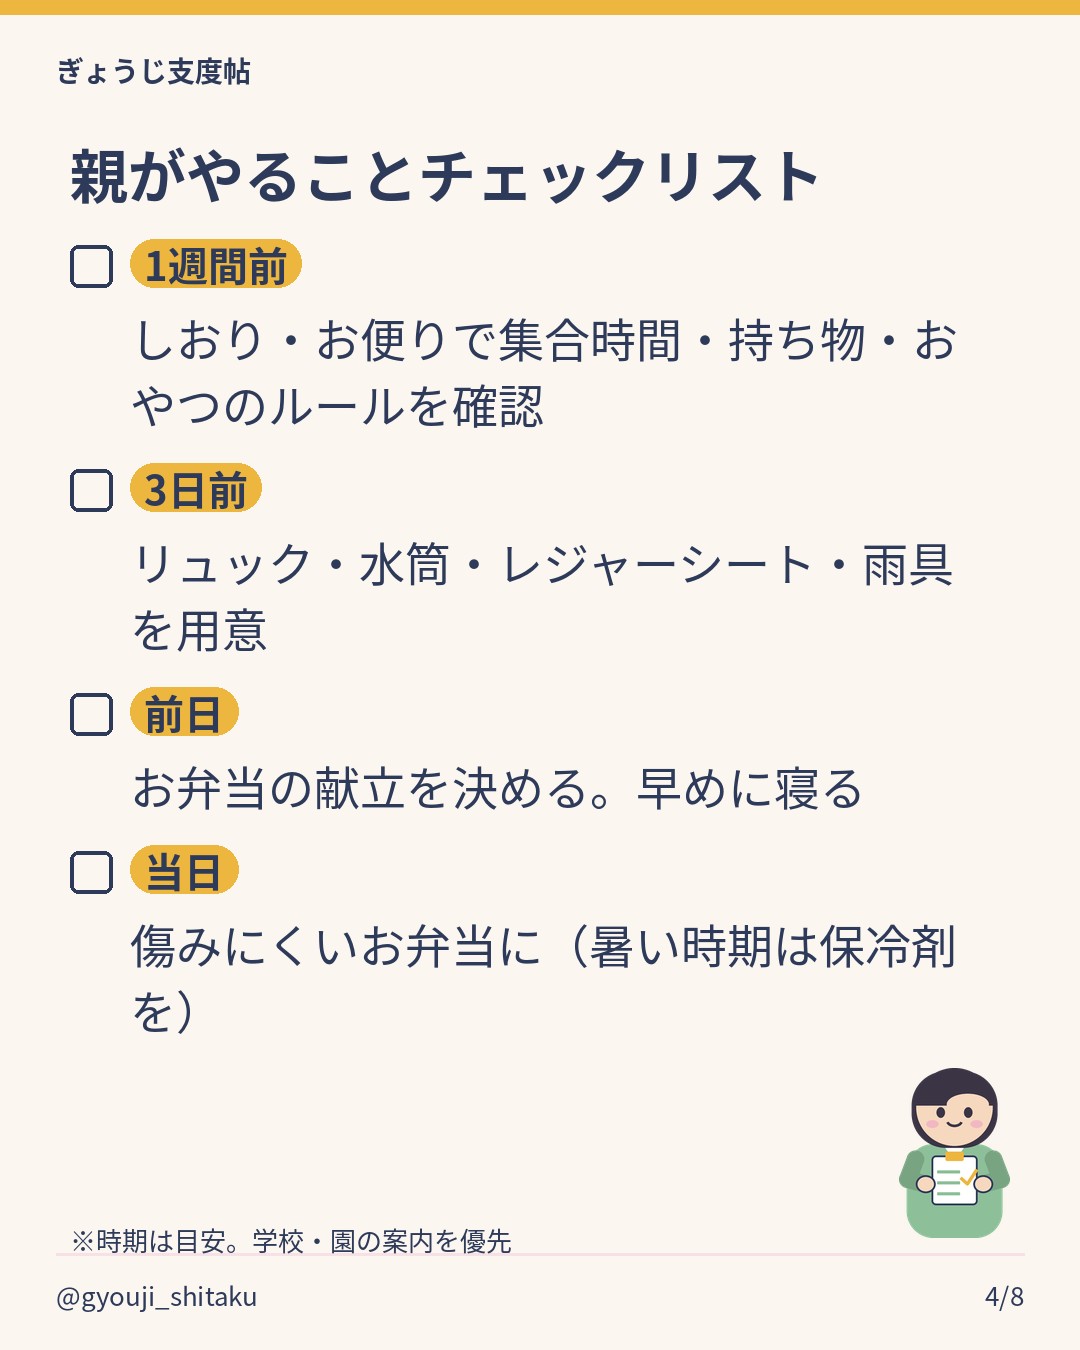 ぎょうじ支度帖
親がやることチェックリスト
1週間前
しおり・お便りで集合時間・持ち物・お
やつのルールを確認
3日前
リュック・水筒・レジャーシート・雨具
を用意
前日
お弁当の献立を決める。早めに寝る
当日
傷みにくいお弁当に（暑い時期は保冷剤
を）
※時期は目安。学校・園の案内を優先
@gyouji_shitaku
4/8